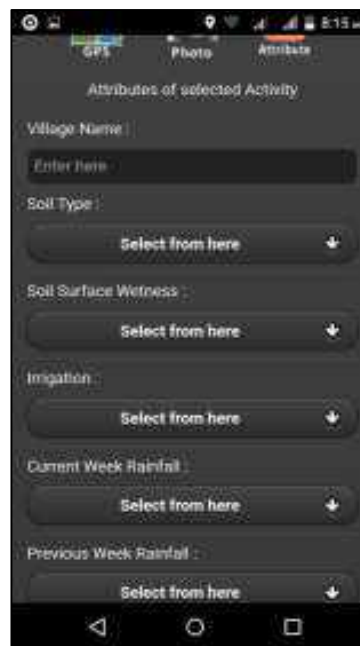 8:15
GPS Photo Attribute
Attributes of selected Activity
Village Name :
Enter here
Soil Type :
Select from here
Soil Surface Wetness :
Select from here
Irrigation :
Select from here
Current Week Rainfall :
Select from here
Previous Week Rainfall :
Select from here